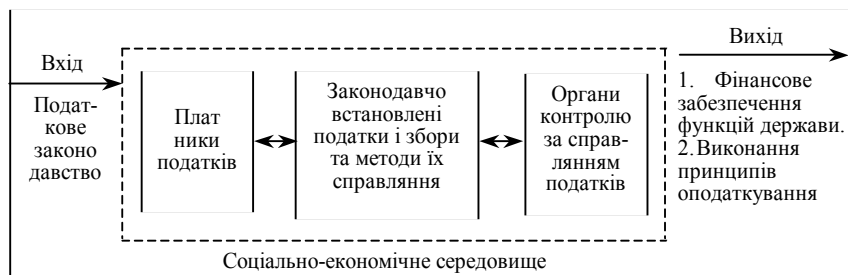 Вхід
Подат-
кове
законо
давство
Плат
ники
податків
Законодавчо
встановлені
податки і збори
та методи їх
справляння
Органи
контролю
за справ-
лянням
податків
Вихід
1. Фінансове
забезпечення
функцій держави.
2.Виконання
принципів
оподаткування
Соціально-економічне середовище